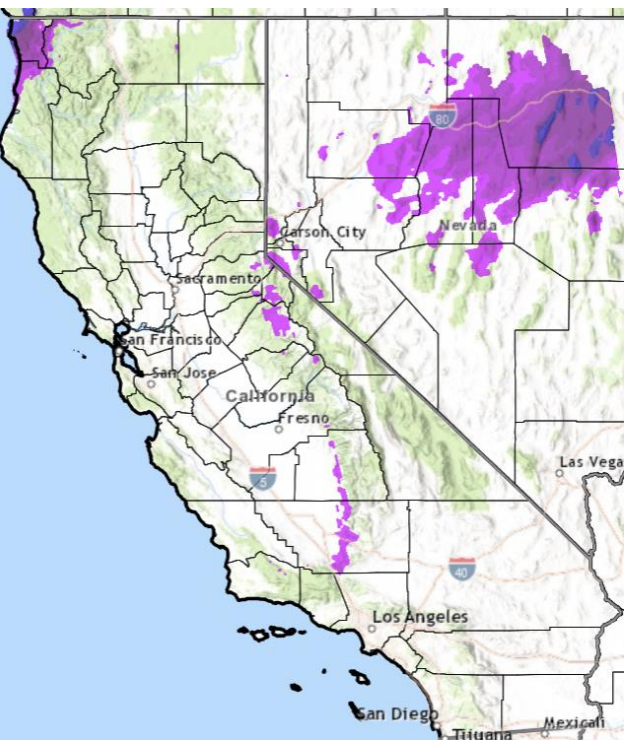 80
Nevada
Carson City
Sacramento
San Francisco
San Jose
California
Fresno
Las Vega
5
40
Los Angeles
San Diego
Tijuana
Mexicali